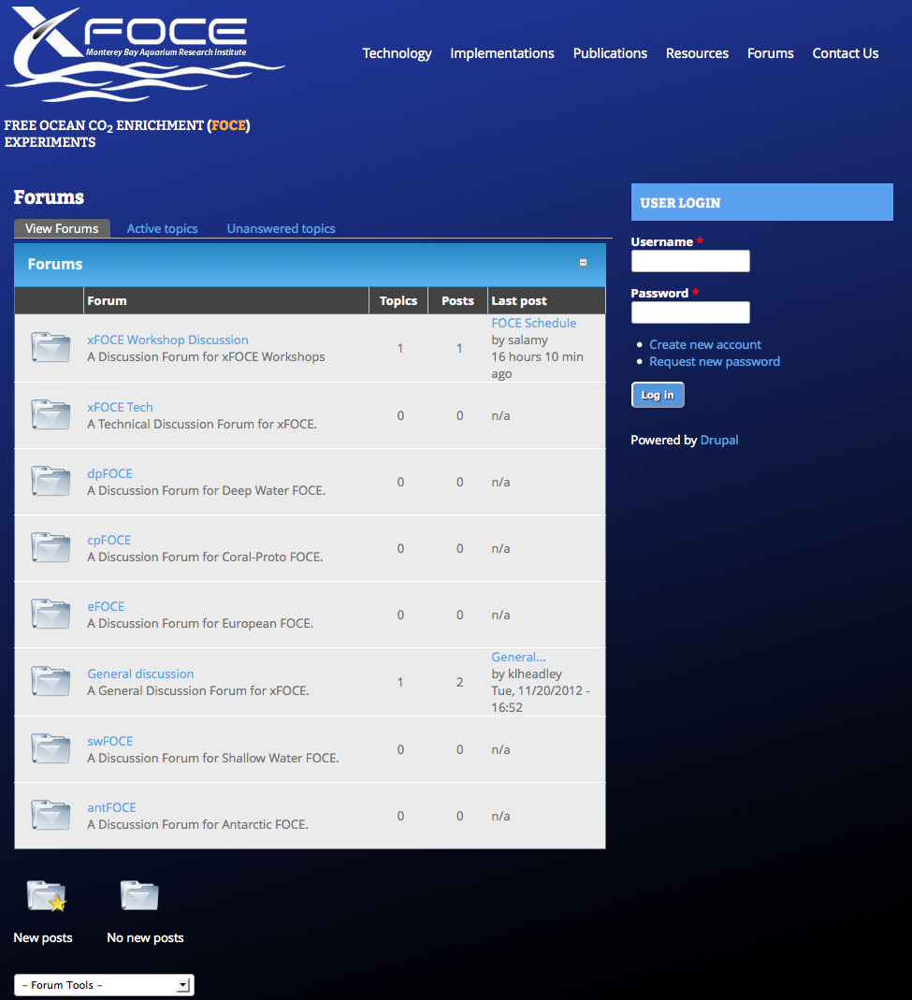 XFOCE
Monterey Bay Aquarium Research Institute
Technology Implementations Publications Resources Forums Contact Us
FREE OCEAN CO2 ENRICHMENT (FOCE)
EXPERIMENTS
Forums
View Forums Active topics Unanswered topics
Forums
Forum Topics Posts Last post
xFOCE Workshop Discussion
A Discussion Forum for xFOCE Workshops
1
1
FOCE Schedule
by salamy
16 hours 10 min
ago
xFOCE Tech
A Technical Discussion Forum for xFOCE.
0
0
n/a
dpFOCE
A Discussion Forum for Deep Water FOCE.
0
0
n/a
cpFOCE
A Discussion Forum for Coral-Proto FOCE.
0
0
n/a
eFOCE
A Discussion Forum for European FOCE.
0
0
n/a
General discussion
A General Discussion Forum for xFOCE.
1
2
General...
by klheadley
Tue, 11/20/2012 -
16:52
swFOCE
A Discussion Forum for Shallow Water FOCE.
0
0
n/a
antFOCE
A Discussion Forum for Antarctic FOCE.
0
0
n/a
New posts No new posts
– Forum Tools –
USER LOGIN
Username *
Password *
Create new account
Request new password
Log in
Powered by Drupal